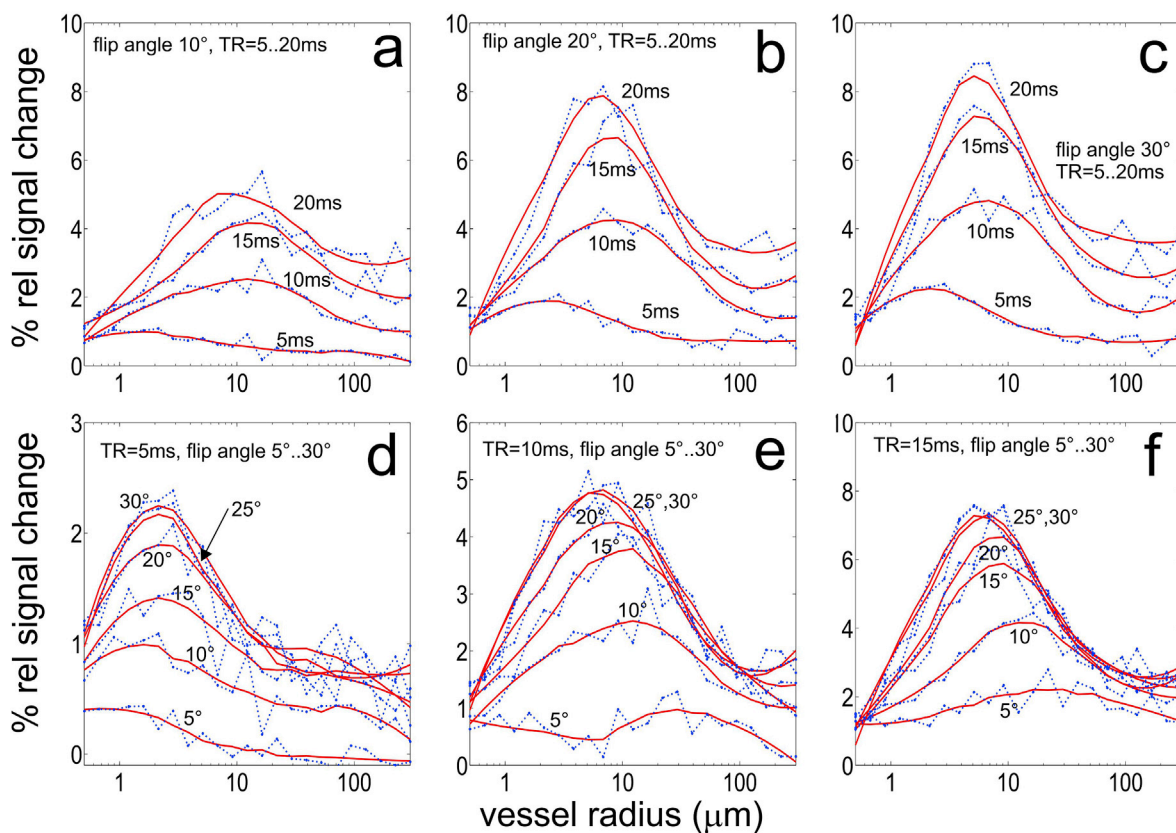 % rel signal change
10
8
6
4
2
0
flip angle 10°, TR=5..20ms
a
20ms
15ms
10ms
5ms
1
10
100
flip angle 20°, TR=5..20ms
b
20ms
15ms
10ms
5ms
1
10
100
10
8
6
4
2
0
c
20ms
15ms
flip angle 30°
TR=5..20ms
10ms
5ms
1
10
100
% rel signal change
3
2
1
0
TR=5ms, flip angle 5°..30°
d
30°
25°
20°
15°
10°
5°
1
10
100
6
5
4
3
2
1
0
TR=10ms, flip angle 5°..30°
e
25°,30°
20°
15°
10°
5°
1
10
100
10
8
6
4
2
0
TR=15ms, flip angle 5°..30°
f
25°,30°
20°
15°
10°
5°
1
10
100
vessel radius (μm)